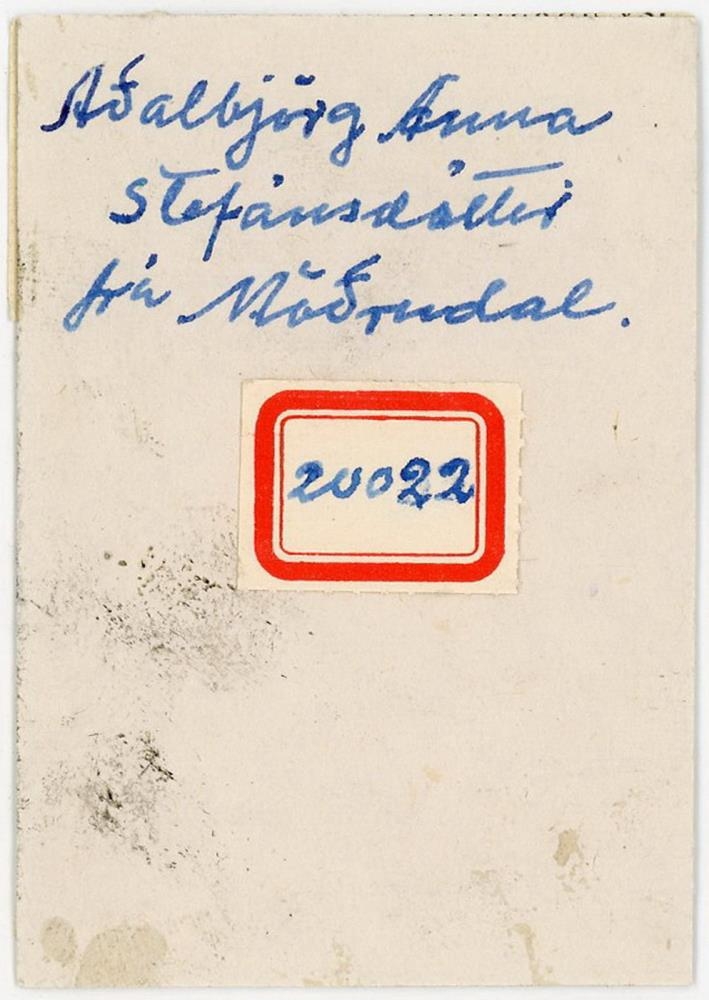 Aðalbjörg Anna
Stefánsdóttir
frá Möðrudal.
20022